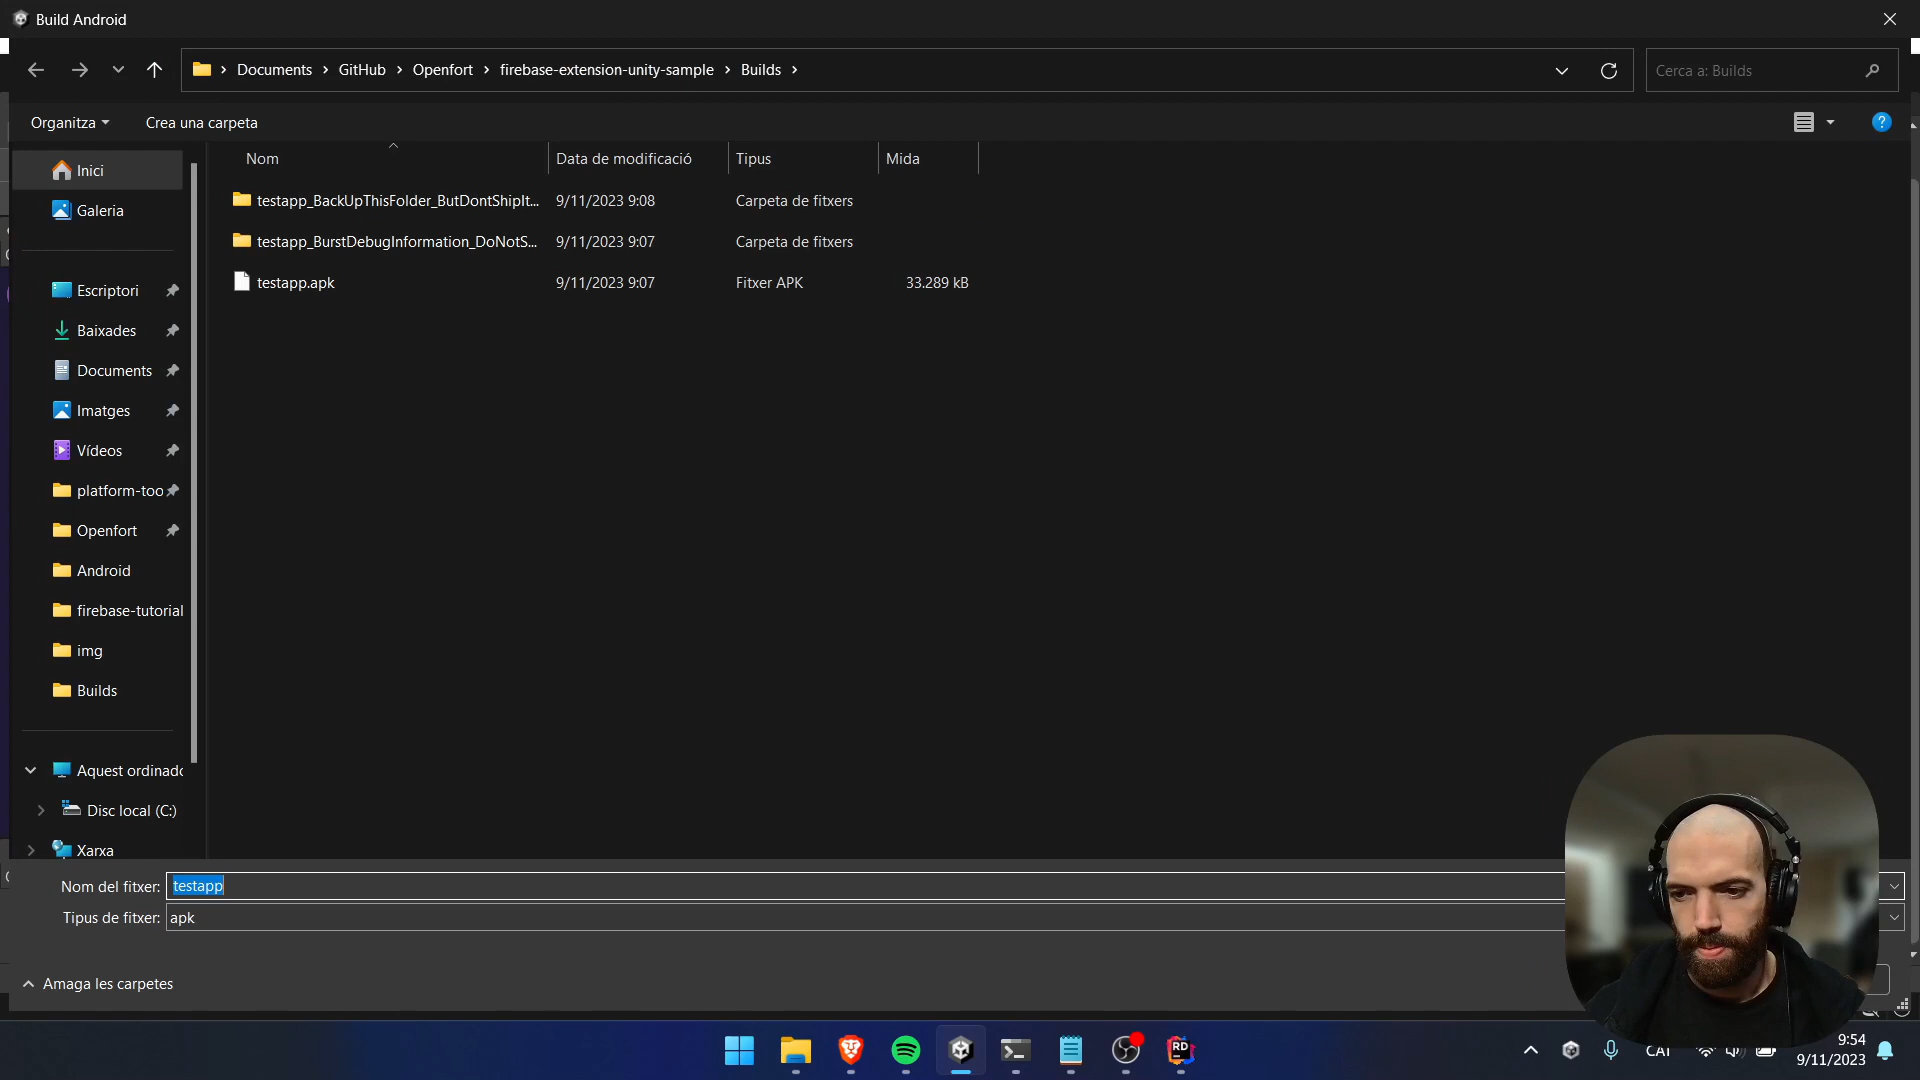 Build Android
Documents > GitHub > Openfort > firebase-extension-unity-sample > Builds >
Cerca a: Builds
Organitza
Crea una carpeta
Nom
Data de modificació
Tipus
Mida
testapp_BackUpThisFolder_ButDontShipIt... 9/11/2023 9:08 Carpeta de fitxers
testapp_BurstDebugInformation_DoNotS... 9/11/2023 9:07 Carpeta de fitxers
testapp.apk 9/11/2023 9:07 Fitxer APK 33.289 kB
Inici
Galeria
Escriptori
Baixades
Documents
Imatges
Vídeos
platform-too
Openfort
Android
firebase-tutorial
img
Builds
Aquest ordinado
Disc local (C:)
Xarxa
Nom del fitxer: testapp
Tipus de fitxer: apk
Amaga les carpetes
RD
CAT
9:54
9/11/2023